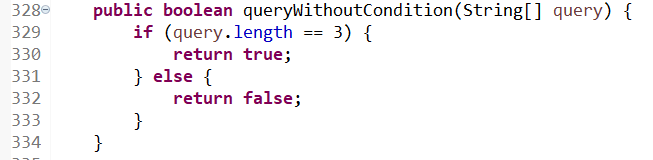 328 public boolean queryWithoutCondition(String[] query) {
329 if (query.length == 3) {
330 return true;
331 } else {
332 return false;
333 }
334 }